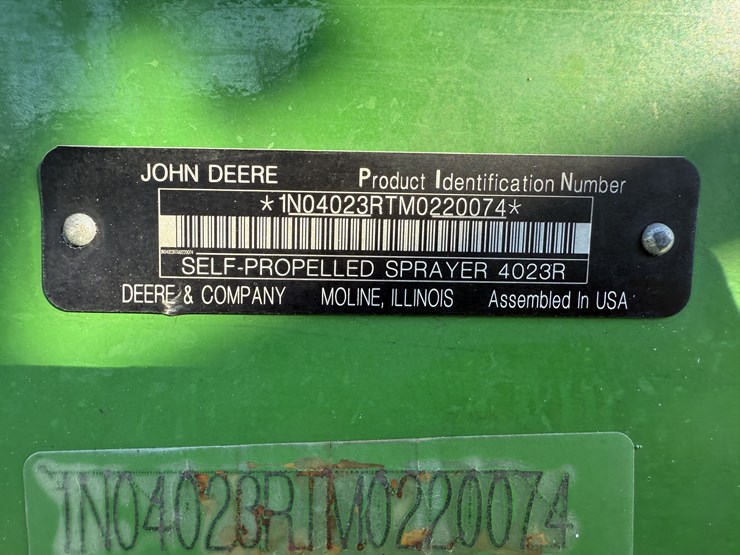 JOHN DEERE Product Identification Number
*1N04023RTM0220074*
SELF-PROPELLED SPRAYER 4023R
DEERE & COMPANY MOLINE, ILLINOIS Assembled In USA
1N04023RTM0220074